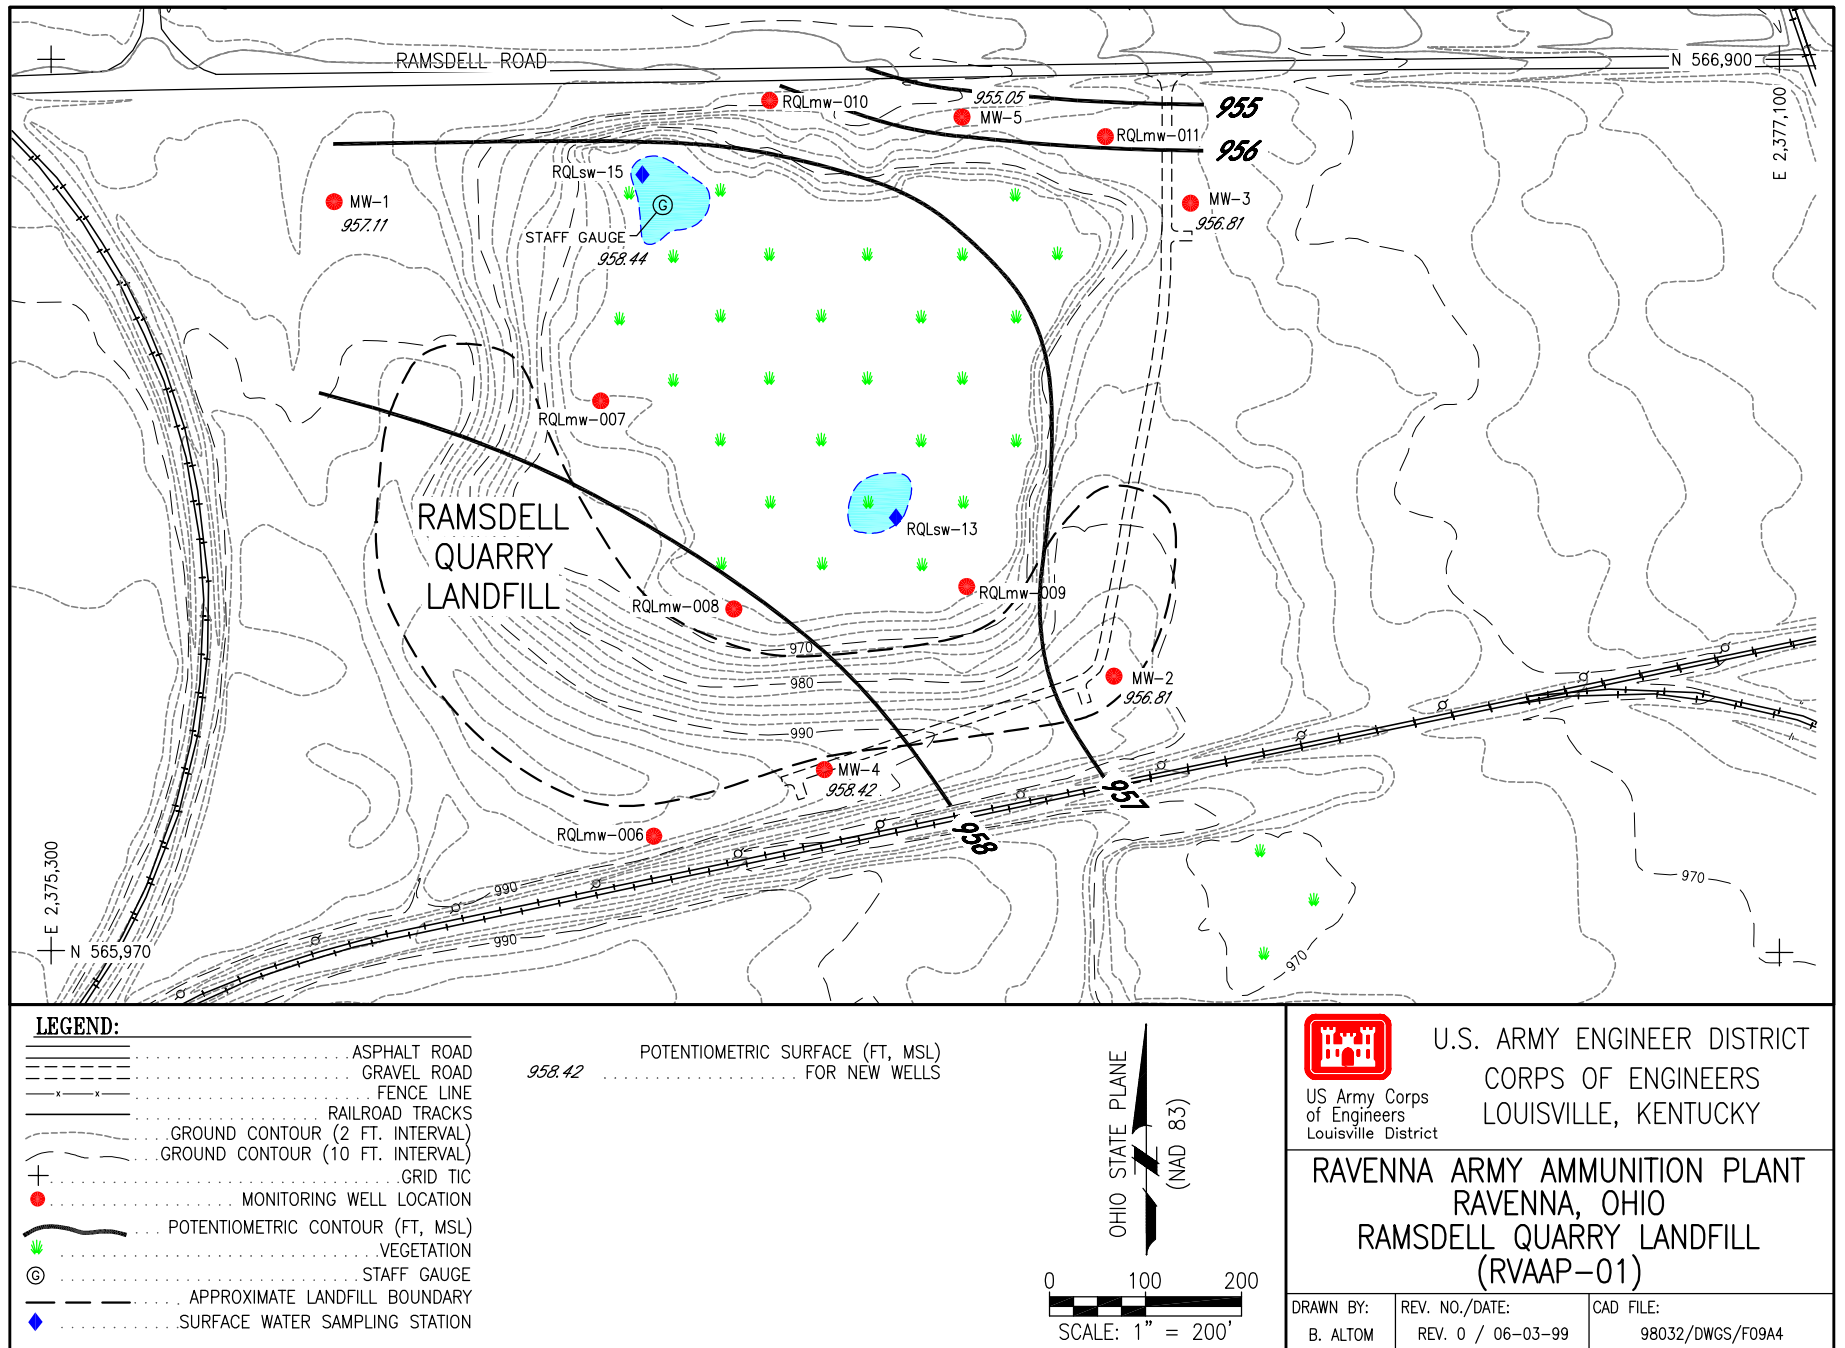 RAMSDELL ROAD
N 566,900
E 2,377,100
RQLmw-010
955.05
MW-5
RQLmw-011
955
956
RQLsw-15
MW-1
957.11
G
STAFF GAUGE
958.44
MW-3
956.81
RQLmw-007
RAMSDELL
QUARRY
LANDFILL
RQLsw-13
RQLmw-008
RQLmw-009
970
980
990
MW-2
956.81
MW-4
958.42
957
958
RQLmw-006
990
990
970
970
E 2,375,300
N 565,970
LEGEND:
ASPHALT ROAD
GRAVEL ROAD
x x FENCE LINE
RAILROAD TRACKS
GROUND CONTOUR (2 FT. INTERVAL)
GROUND CONTOUR (10 FT. INTERVAL)
GRID TIC
MONITORING WELL LOCATION
POTENTIOMETRIC CONTOUR (FT, MSL)
VEGETATION
G STAFF GAUGE
APPROXIMATE LANDFILL BOUNDARY
SURFACE WATER SAMPLING STATION
POTENTIOMETRIC SURFACE (FT, MSL)
958.42 FOR NEW WELLS
OHIO STATE PLANE
(NAD 83)
0 100 200
SCALE: 1" = 200'
US Army Corps
of Engineers
Louisville District
U.S. ARMY ENGINEER DISTRICT
CORPS OF ENGINEERS
LOUISVILLE, KENTUCKY
RAVENNA ARMY AMMUNITION PLANT
RAVENNA, OHIO
RAMSDELL QUARRY LANDFILL
(RVAAP-01)
DRAWN BY:
B. ALTOM
REV. NO./DATE:
REV. 0 / 06-03-99
CAD FILE:
98032/DWGS/F09A4